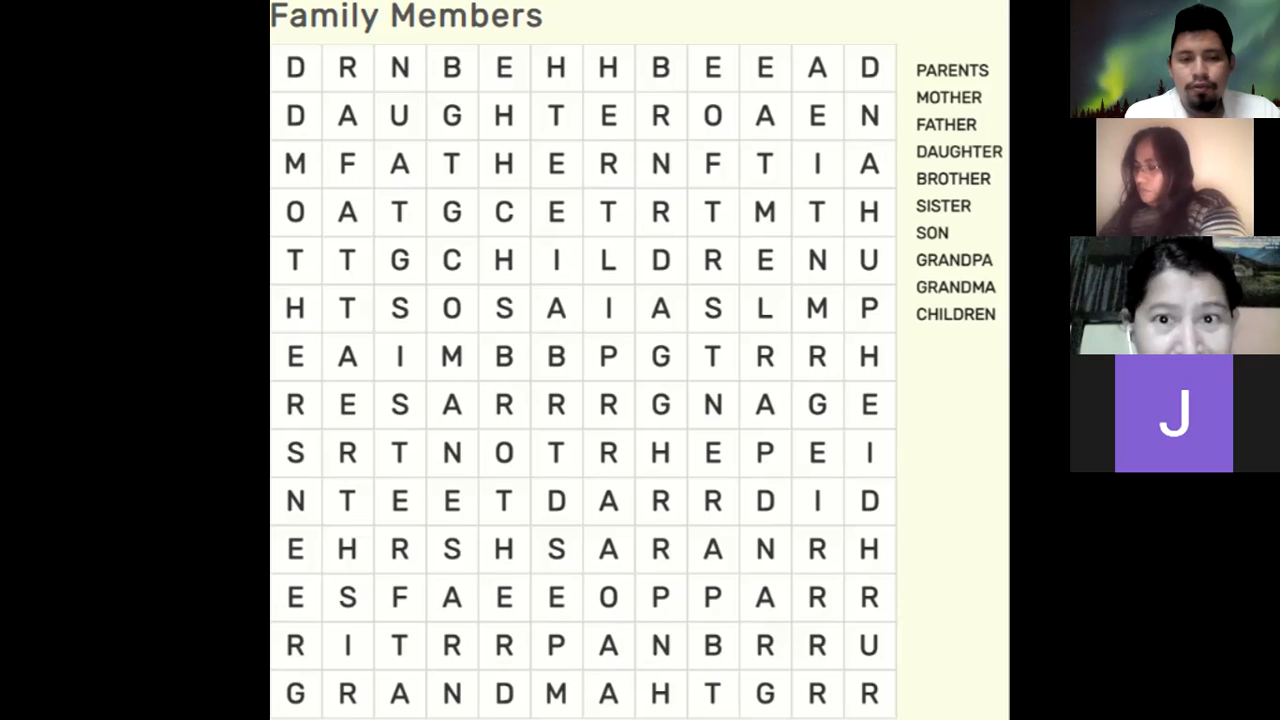 Family Members
D R N B E H H B E E A D
D A U G H T E R O A E N
M F A T H E R N F T I A
O A T G C E T R T M T H
T T G C H I L D R E N U
H T S O S A I A S L M P
E A I M B B P G T R R H
R E S A R R R G N A G E
S R T N O T R H E P E I
N T E E T D A R R D I D
E H R S H S A R A N R H
E S F A E E O P P A R R
R I T R R P A N B R R U
G R A N D M A H T G R R
PARENTS
MOTHER
FATHER
DAUGHTER
BROTHER
SISTER
SON
GRANDPA
GRANDMA
CHILDREN
J